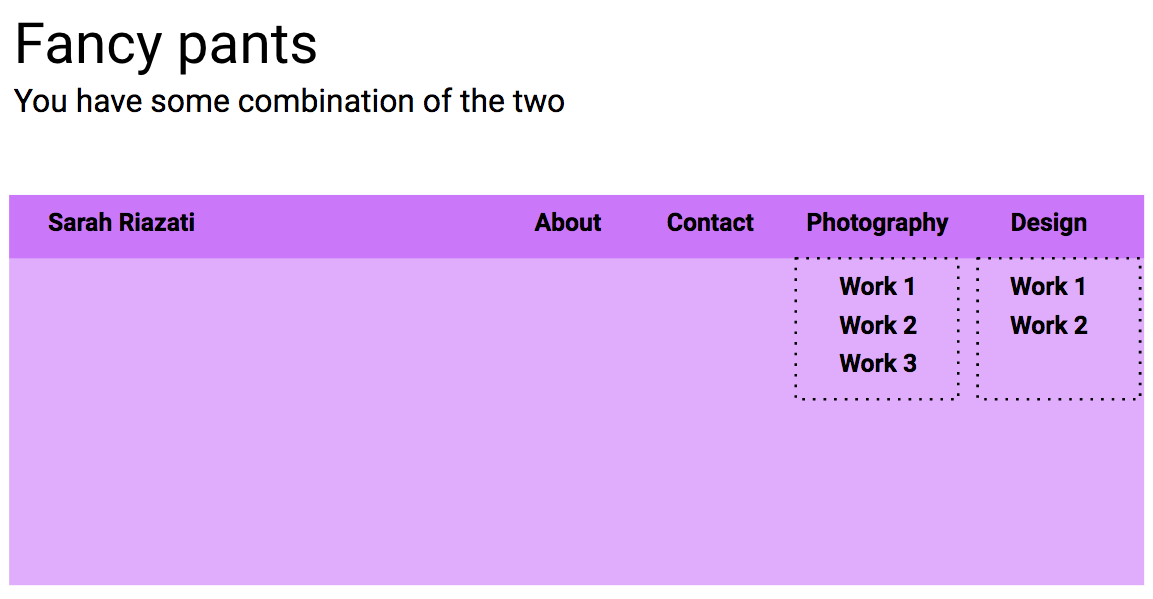 Fancy pants
You have some combination of the two
Sarah Riazati About Contact Photography Design
Work 1 Work 1
Work 2 Work 2
Work 3